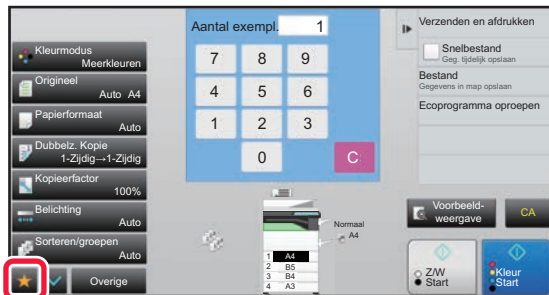 Aantal exempl. 1
Kleurmodus
Meerkleuren
Origineel
Auto A4
Papierformaat
Auto
Dubbelz. Kopie
1-Zijdig→1-Zijdig
Kopieerfactor
100%
Belichting
Auto
Sorteren/groepen
Auto
Overige
7 8 9
4 5 6
1 2 3
0 C
Normaal
A4
1 A4
2 B5
3 B4
4 A3
Verzenden en afdrukken
Snelbestand
Geg. tijdelijk opslaan
Bestand
Gegevens in map opslaan
Ecoprogramma oproepen
Voorbeeld-
weergave
CA
Z/W
Start
Kleur
Start